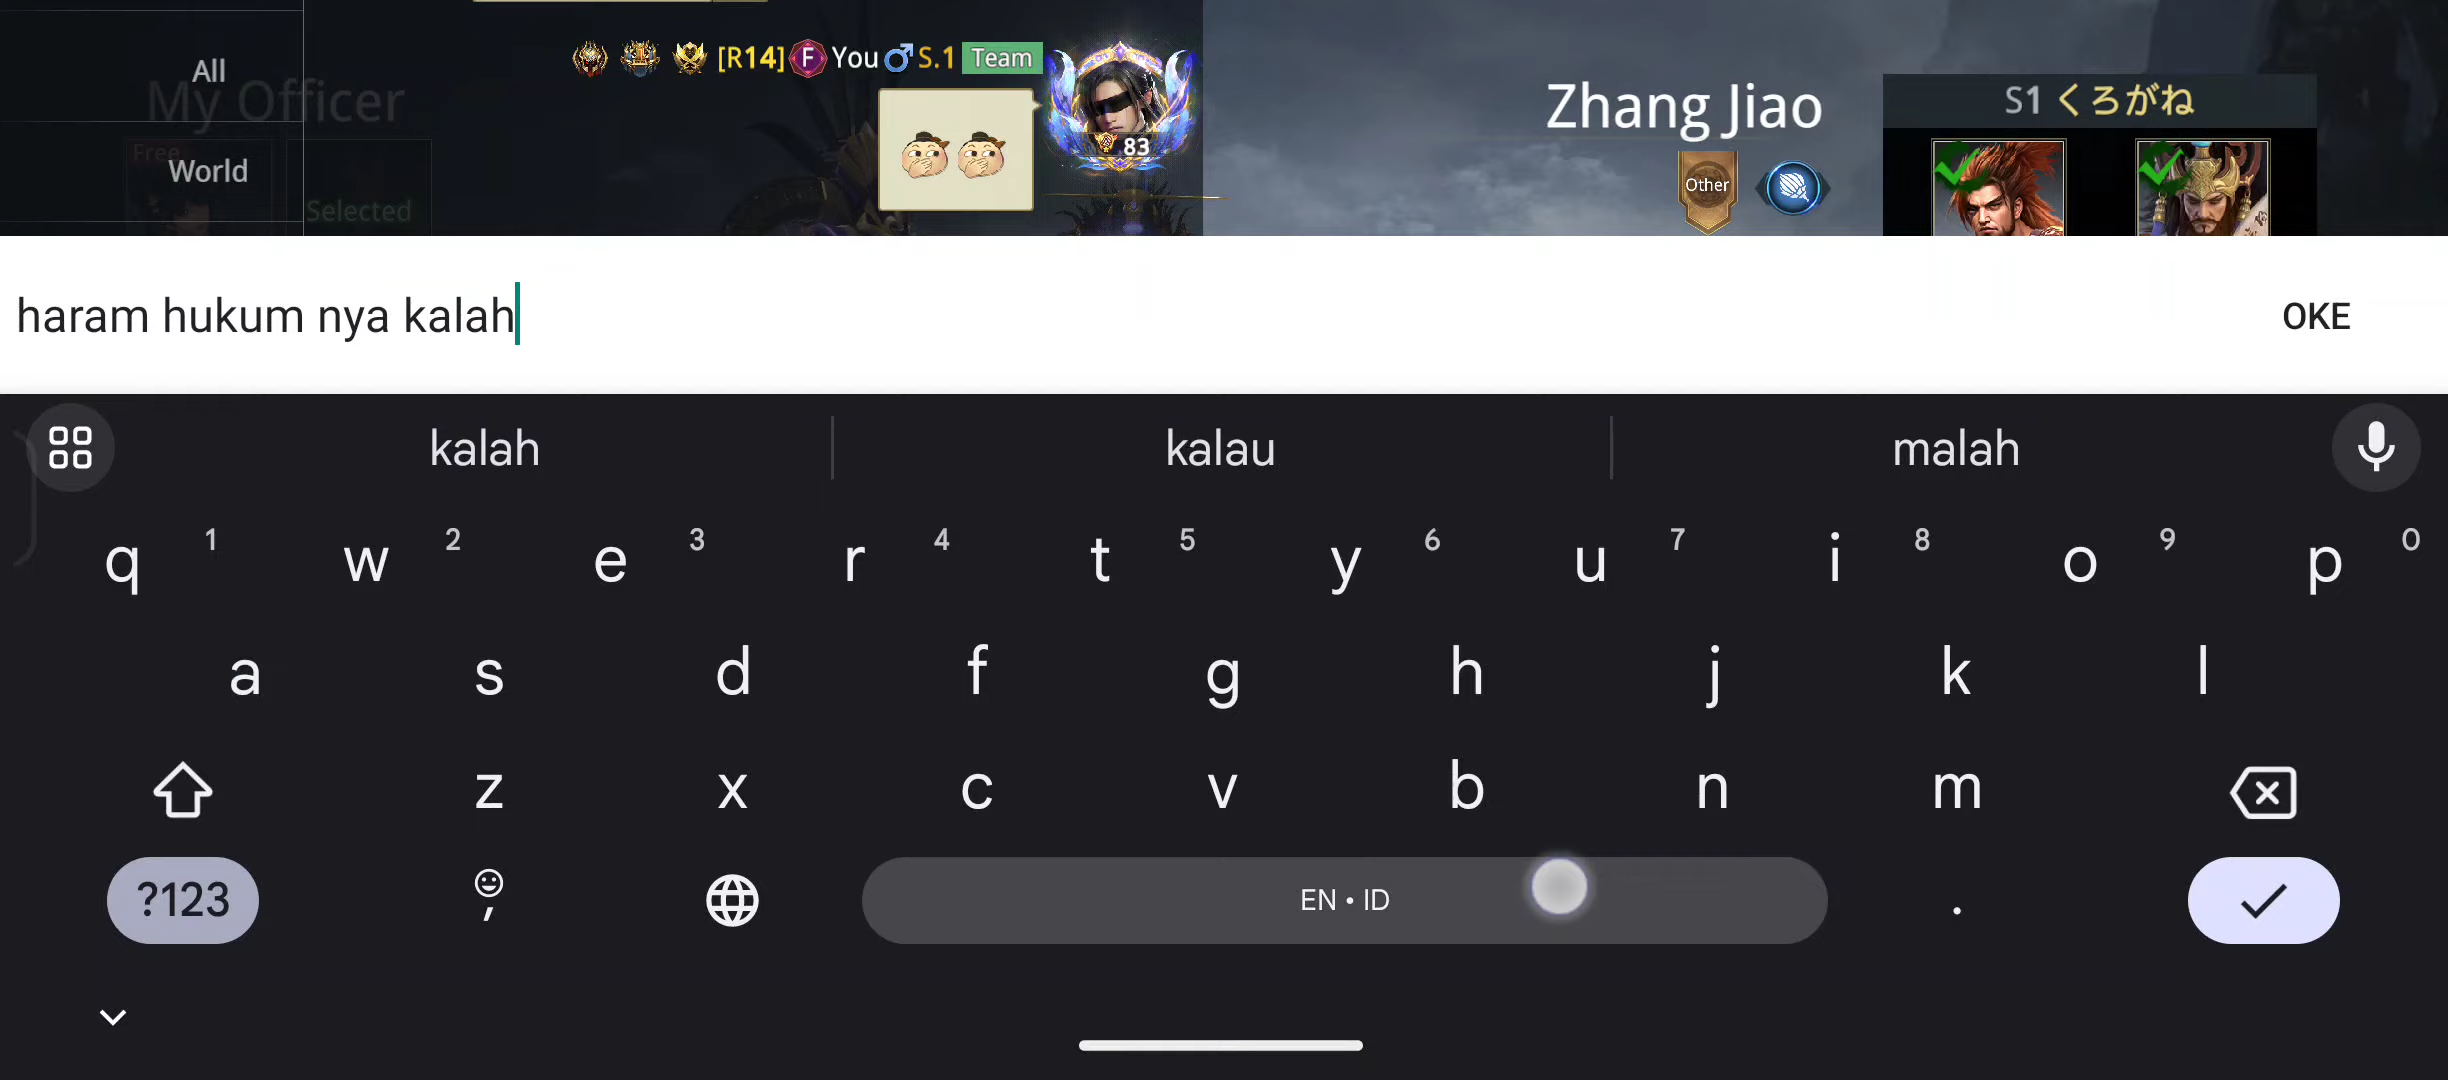 All
My Officer
Free
World
Selected
[R14] F You ♂ S.1 Team
83
Zhang Jiao
Other
S1 くろがね
haram hukum nya kalah
OKE
kalah kalau malah
q 1 w 2 e 3 r 4 t 5 y 6 u 7 i 8 o 9 p 0
a s d f g h j k l
z x c v b n m
?123 , EN • ID .